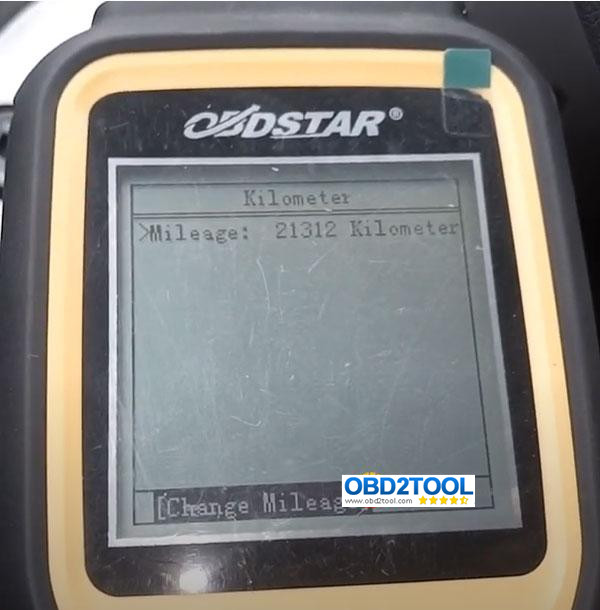 OBDSTAR®
Kilometer
>Mileage: 21312 Kilometer
[Change Mileag
OBD2TOOL
www.obd2tool.com